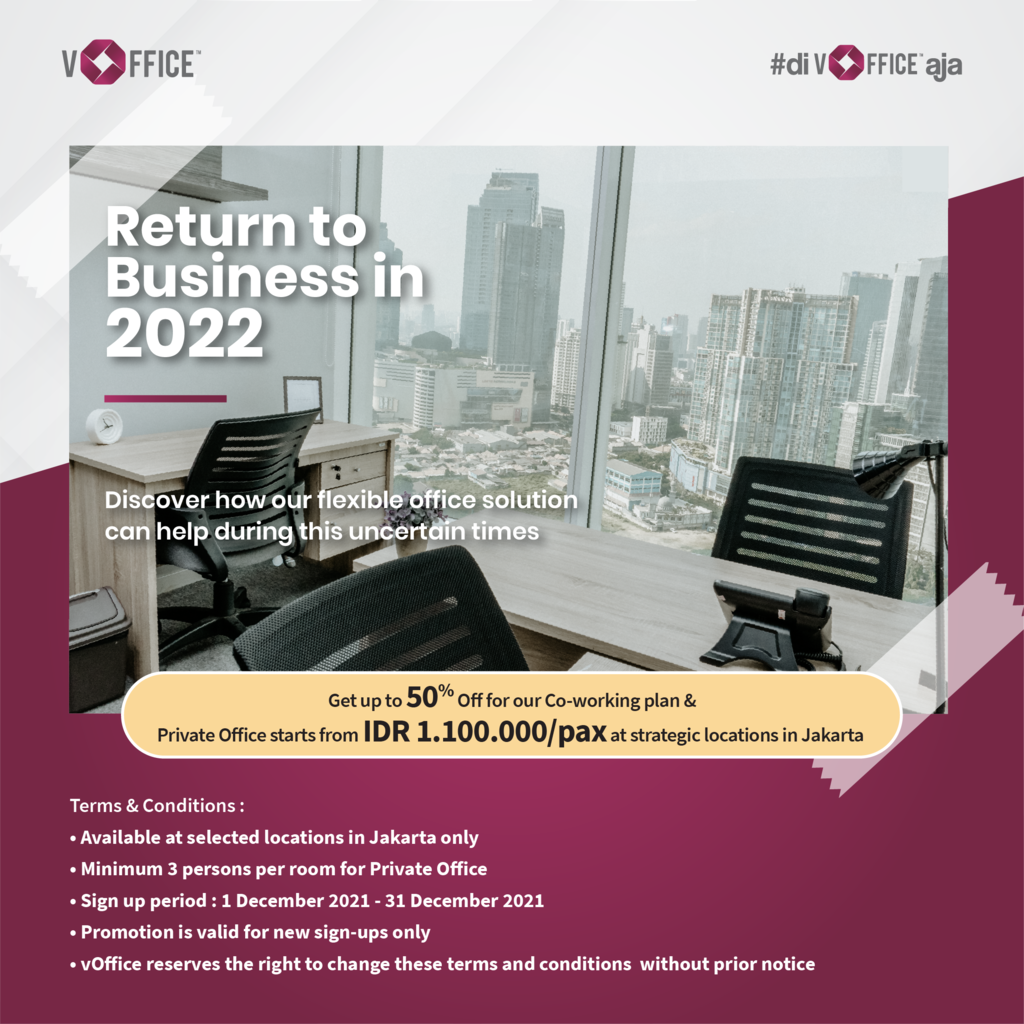 VOFFICE™
#di VOFFICE™ aja
Return to
Business in
2022
Discover how our flexible office solution
can help during this uncertain times
Get up to 50% Off for our Co-working plan &
Private Office starts from IDR 1.100.000/pax at strategic locations in Jakarta
Terms & Conditions :
• Available at selected locations in Jakarta only
• Minimum 3 persons per room for Private Office
• Sign up period : 1 December 2021 - 31 December 2021
• Promotion is valid for new sign-ups only
• vOffice reserves the right to change these terms and conditions without prior notice